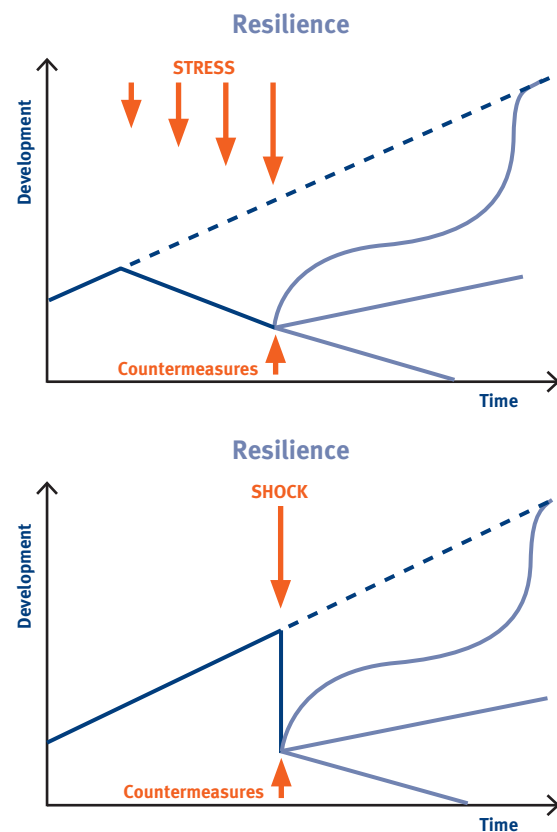 Resilience
STRESS
Development
Countermeasures
Time
Resilience
SHOCK
Development
Countermeasures
Time